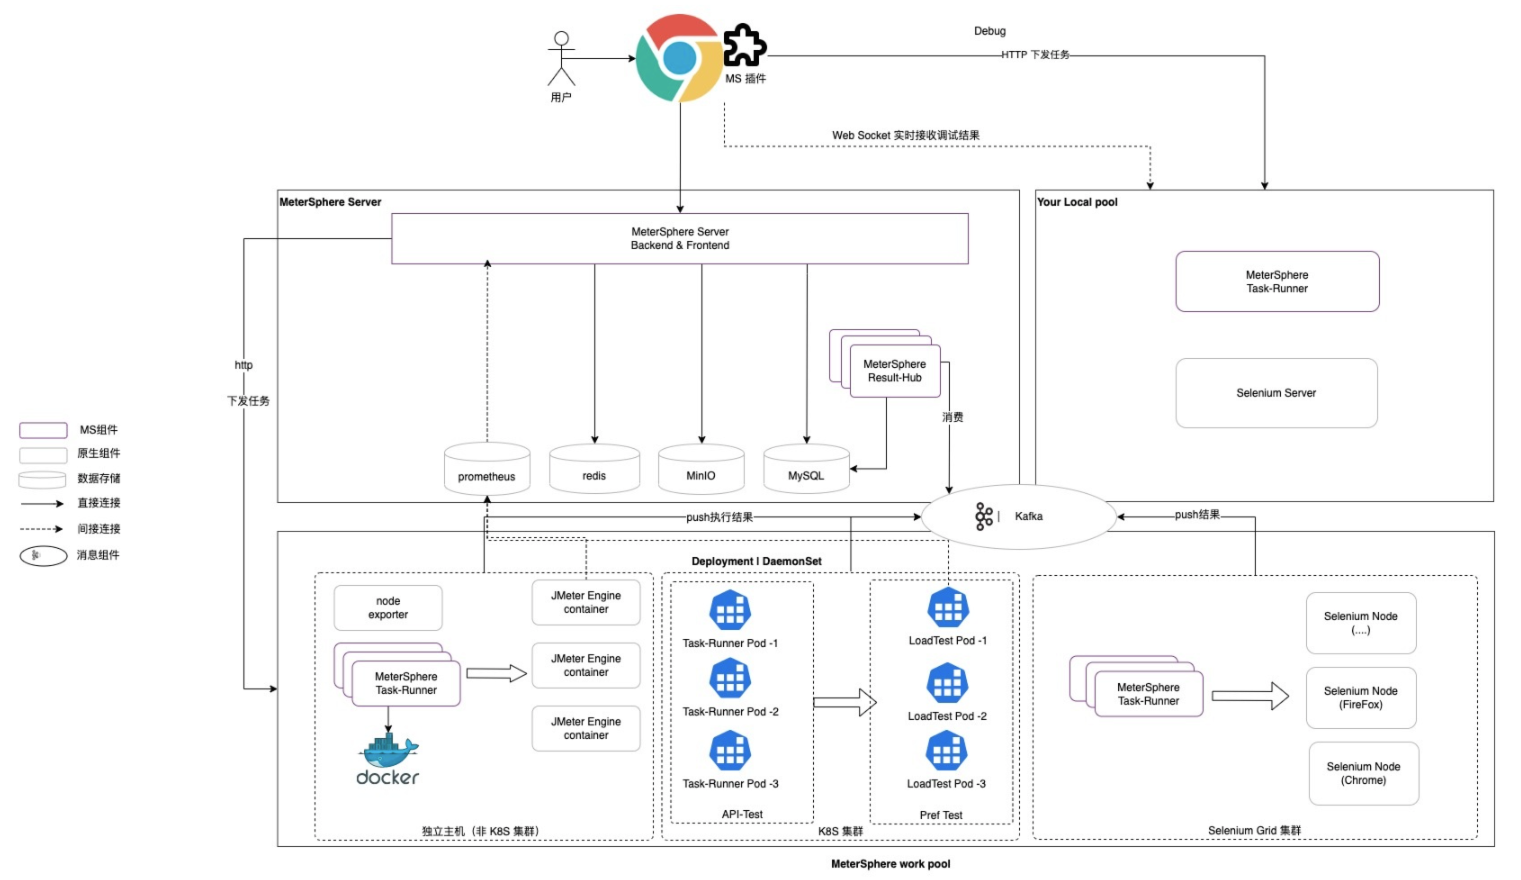 Debug
HTTP 下发任务
用户
MS 插件
Web Socket 实时接收调试结果
MeterSphere Server
MeterSphere Server
Backend & Frontend
Your Local pool
MeterSphere
Task-Runner
Selenium Server
http
下发任务
MeterSphere
Result-Hub
消费
prometheus
redis
MinIO
MySQL
MS组件
原生组件
数据存储
直接连接
间接连接
消息组件
push执行结果
Kafka
push结果
Deployment | DaemonSet
node
exporter
JMeter Engine
container
JMeter Engine
container
JMeter Engine
container
MeterSphere
Task-Runner
docker
独立主机（非 K8S 集群）
Task-Runner Pod -1
Task-Runner Pod -2
Task-Runner Pod -3
API-Test
LoadTest Pod -1
LoadTest Pod -2
LoadTest Pod -3
Pref Test
K8S 集群
MeterSphere
Task-Runner
Selenium Node
(....)
Selenium Node
(FireFox)
Selenium Node
(Chrome)
Selenium Grid 集群
MeterSphere work pool